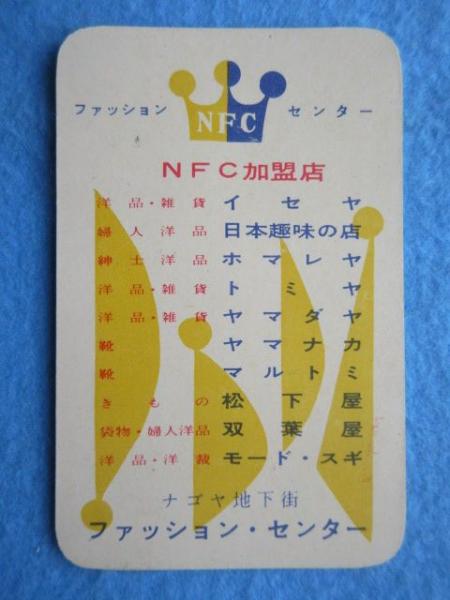 ファッション NFC センター
NFC加盟店
洋品・雑貨 イセヤ
婦人洋品 日本趣味の店
紳士洋品 ホマレヤ
洋品・雑貨 トミヤ
洋品・雑貨 ヤマダヤ
靴 ヤマナカ
靴 マルトミ
きもの 松下屋
袋物・婦人洋品 双葉屋
洋品・洋裁 モード・スギ
ナゴヤ地下街
ファッション・センター